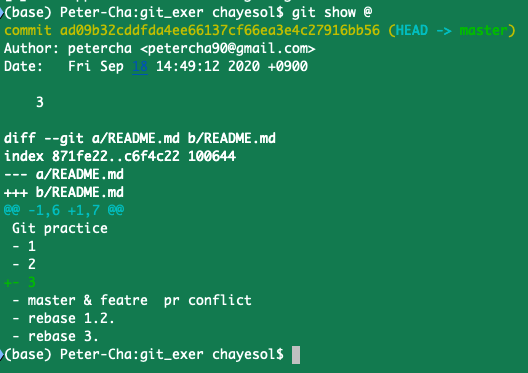 (base) Peter-Cha:git_exer chayesol$ git show @
commit ad09b32cddfda4ee66137cf66ea3e4c27916bb56 (HEAD -> master)
Author: petercha <petercha90@gmail.com>
Date:   Fri Sep 18 14:49:12 2020 +0900

    3

diff --git a/README.md b/README.md
index 871fe22..c6f4c22 100644
--- a/README.md
+++ b/README.md
@@ -1,6 +1,7 @@
 Git practice
 - 1
 - 2
+- 3
 - master & featre  pr conflict
 - rebase 1.2.
 - rebase 3.
(base) Peter-Cha:git_exer chayesol$